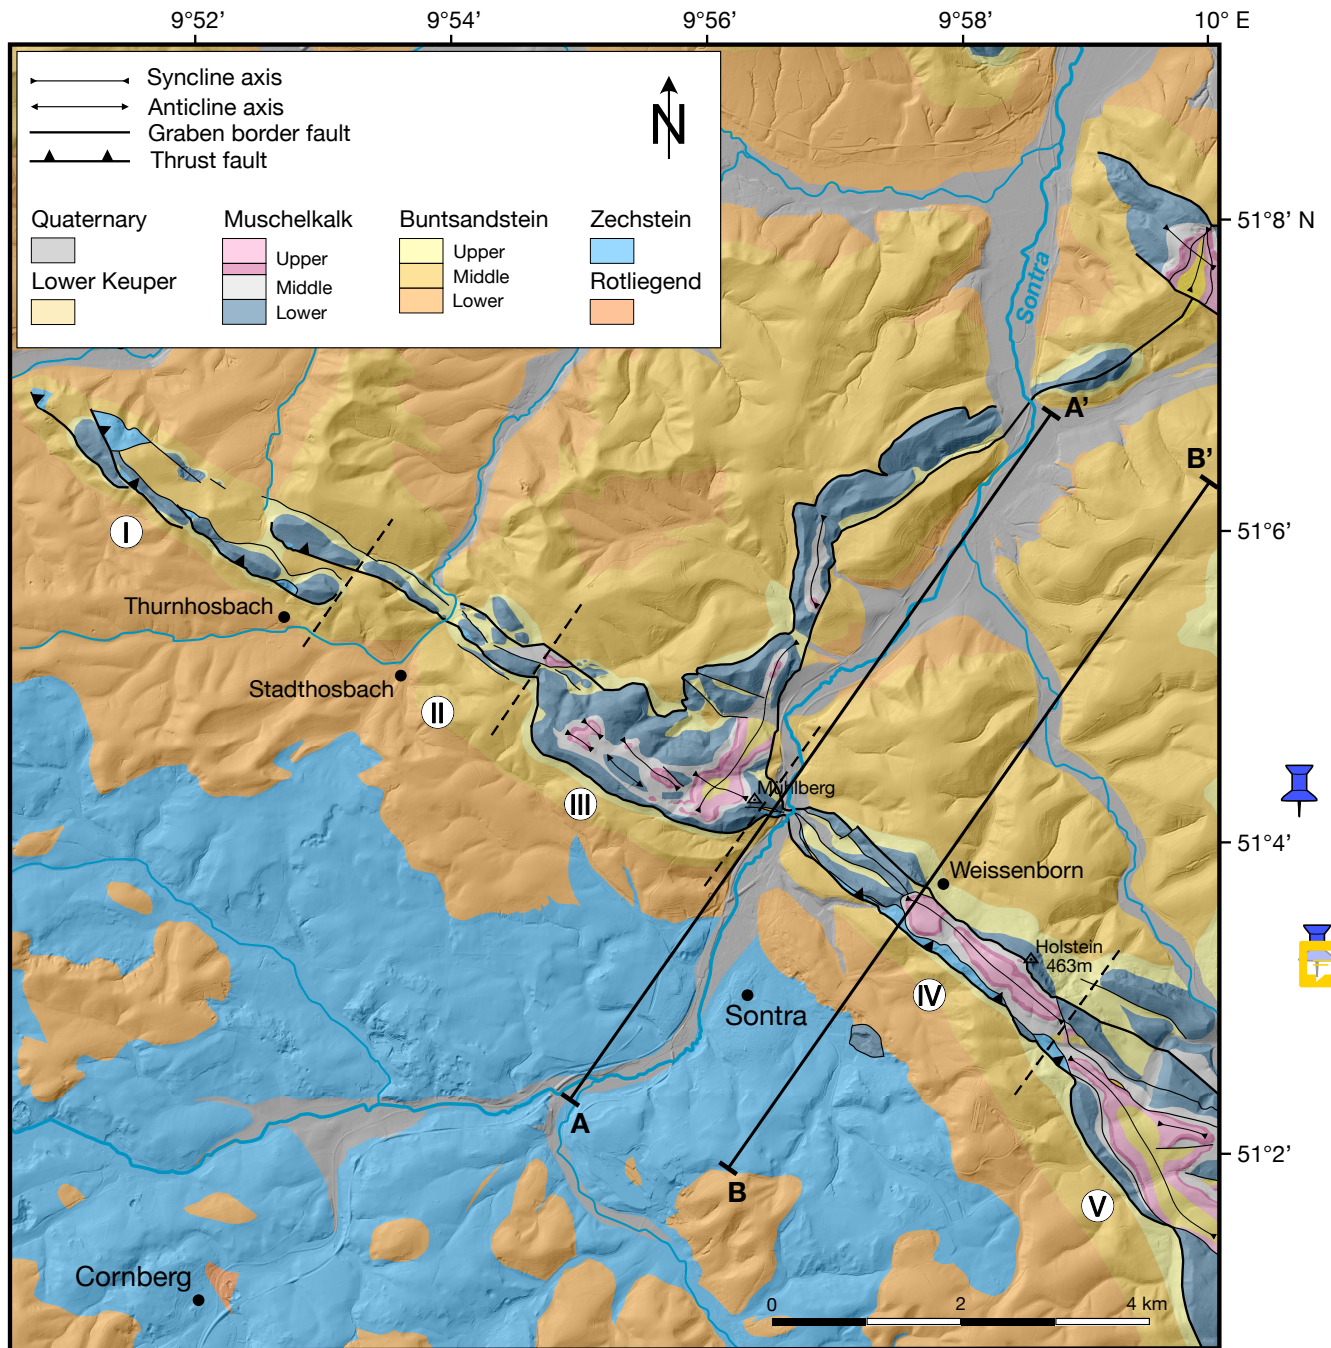 9°52’ 9°54’ 9°56’ 9°58’ 10° E
Syncline axis
Anticline axis
Graben border fault
Thrust fault
N
Quaternary
Lower Keuper
Muschelkalk
Upper
Middle
Lower
Buntsandstein
Upper
Middle
Lower
Zechstein
Rotliegend
51°8’ N
Sontra
A’
B’
51°6’
I
Thurnhosbach
Stadthosbach
II
III
Mühlberg
51°4’
Weissenborn
Holstein
463m
IV
Sontra
A
B
51°2’
V
Cornberg
0 2 4 km